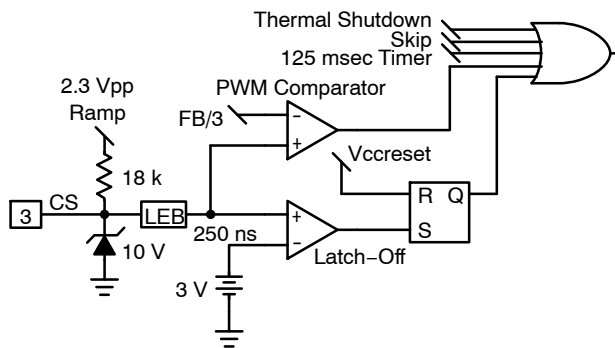 Thermal Shutdown
Skip
125 msec Timer
2.3 Vpp
Ramp
PWM Comparator
FB/3
−
+
Vccreset
18 k
R Q
S
3
CS
LEB
250 ns
+
−
Latch−Off
10 V
3 V